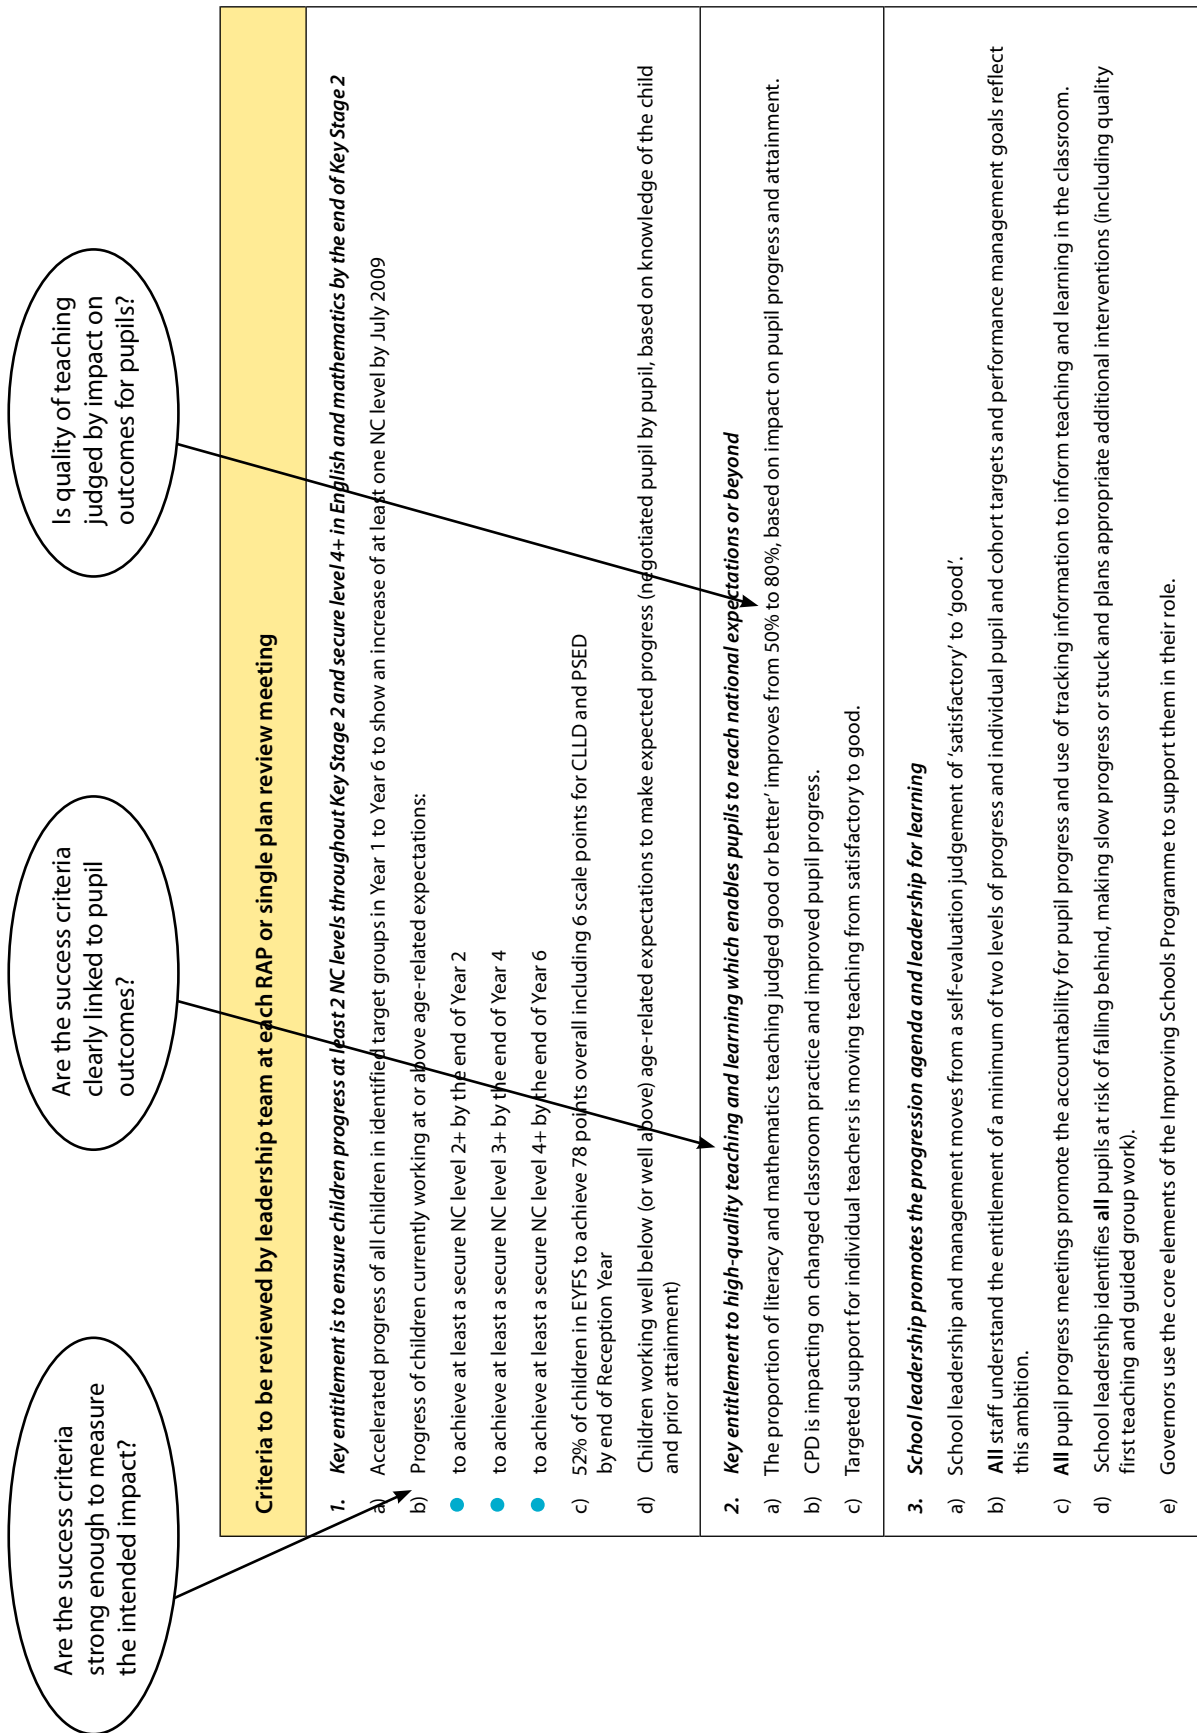 Are the success criteria
strong enough to measure
the intended impact?
Are the success criteria
clearly linked to pupil
outcomes?
Is quality of teaching
judged by impact on
outcomes for pupils?
Criteria to be reviewed by leadership team at each RAP or single plan review meeting
1. Key entitlement is to ensure children progress at least 2 NC levels throughout Key Stage 2 and secure level 4+ in English and mathematics by the end of Key Stage 2
a) Accelerated progress of all children in identified target groups in Year 1 to Year 6 to show an increase of at least one NC level by July 2009
b) Progress of children currently working at or above age-related expectations:
● to achieve at least a secure NC level 2+ by the end of Year 2
● to achieve at least a secure NC level 3+ by the end of Year 4
● to achieve at least a secure NC level 4+ by the end of Year 6
c) 52% of children in EYFS to achieve 78 points overall including 6 scale points for CLLD and PSED
by end of Reception Year
d) Children working well below (or well above) age-related expectations to make expected progress (negotiated pupil by pupil, based on knowledge of the child
and prior attainment)
2. Key entitlement to high-quality teaching and learning which enables pupils to reach national expectations or beyond
a) The proportion of literacy and mathematics teaching judged good or better' improves from 50% to 80%, based on impact on pupil progress and attainment.
b) CPD is impacting on changed classroom practice and improved pupil progress.
c) Targeted support for individual teachers is moving teaching from satisfactory to good.
3. School leadership promotes the progression agenda and leadership for learning
a) School leadership and management moves from a self-evaluation judgement of 'satisfactory' to 'good'.
b) All staff understand the entitlement of a minimum of two levels of progress and individual pupil and cohort targets and performance management goals reflect
this ambition.
c) All pupil progress meetings promote the accountability for pupil progress and use of tracking information to inform teaching and learning in the classroom.
d) School leadership identifies all pupils at risk of falling behind, making slow progress or stuck and plans appropriate additional interventions (including quality
first teaching and guided group work).
e) Governors use the core elements of the Improving Schools Programme to support them in their role.